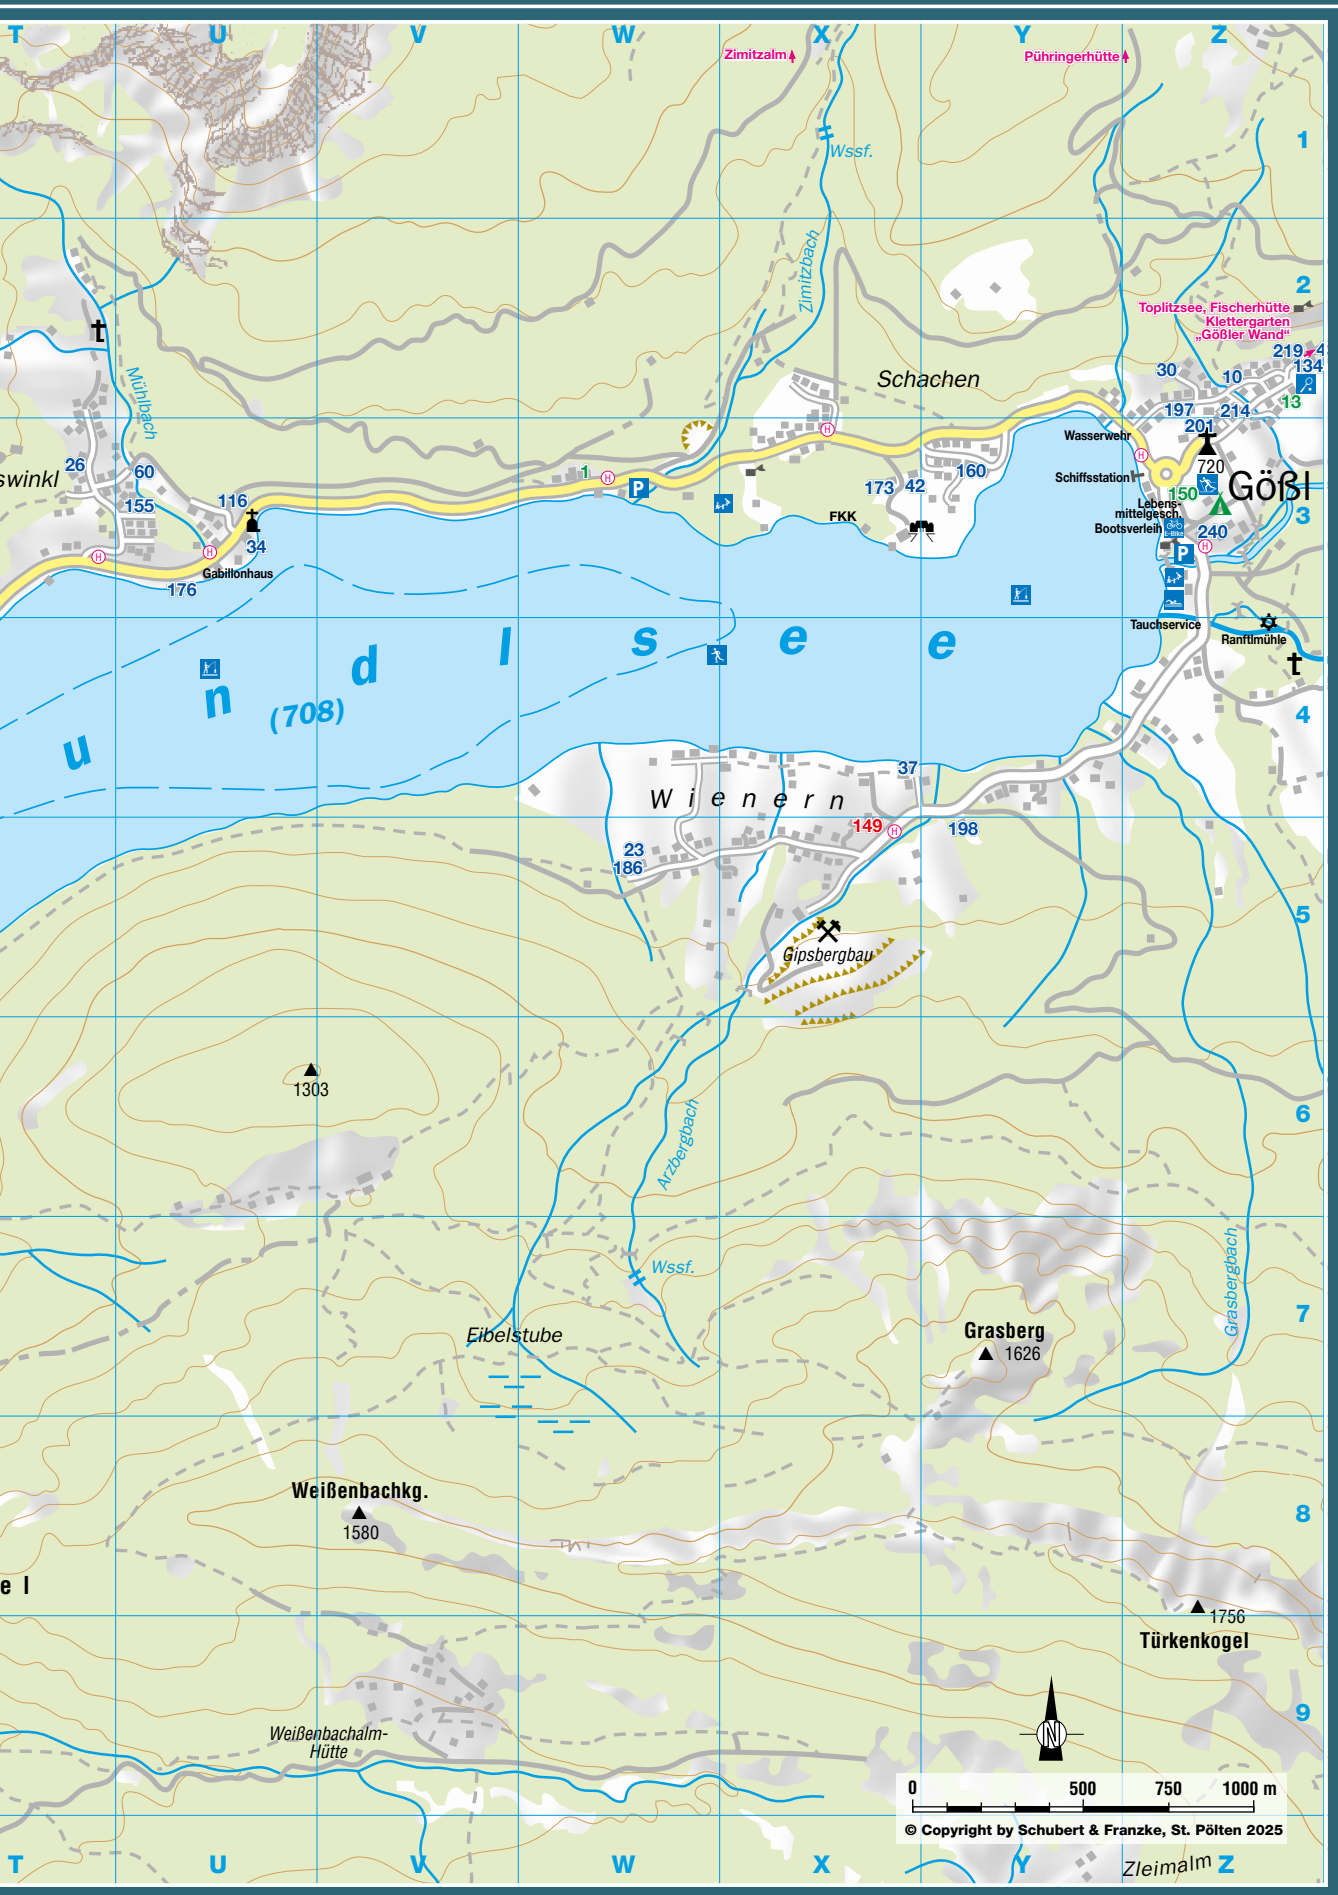 T U V W X Y Z
Zimitzalm
Pühringerhütte
1
Wssf.
Zimitzbach
2
Toplitzsee, Fischerhütte
Klettergarten
„Gößler Wand“
219
134
30
10
13
Mühlbach
Schachen
197
214
201
Wasserwehr
H
720
swinkl
26
60
1
H
P
H
160
Schiffsstation
150
Gößl
155
116
173
42
Lebens-
mittelgesch.
3
FKK
Bootsverleih
E-Bike
240
H
34
H
H
Gabillonhaus
P
176
Tauchservice
Ranftlmühle
u n d l s e e
(708)
4
37
Wienern
149
H
198
23
186
5
Gipsbergbau
1303
6
Arzbergbach
Wssf.
Grasbergbach
7
Eibelstube
Grasberg
1626
Weißenbachkg.
1580
8
el
1756
Türkenkogel
9
N
Weißenbachalm-
Hütte
0 500 750 1000 m
© Copyright by Schubert & Franzke, St. Pölten 2025
T U V W X Y Z
Zleimalm